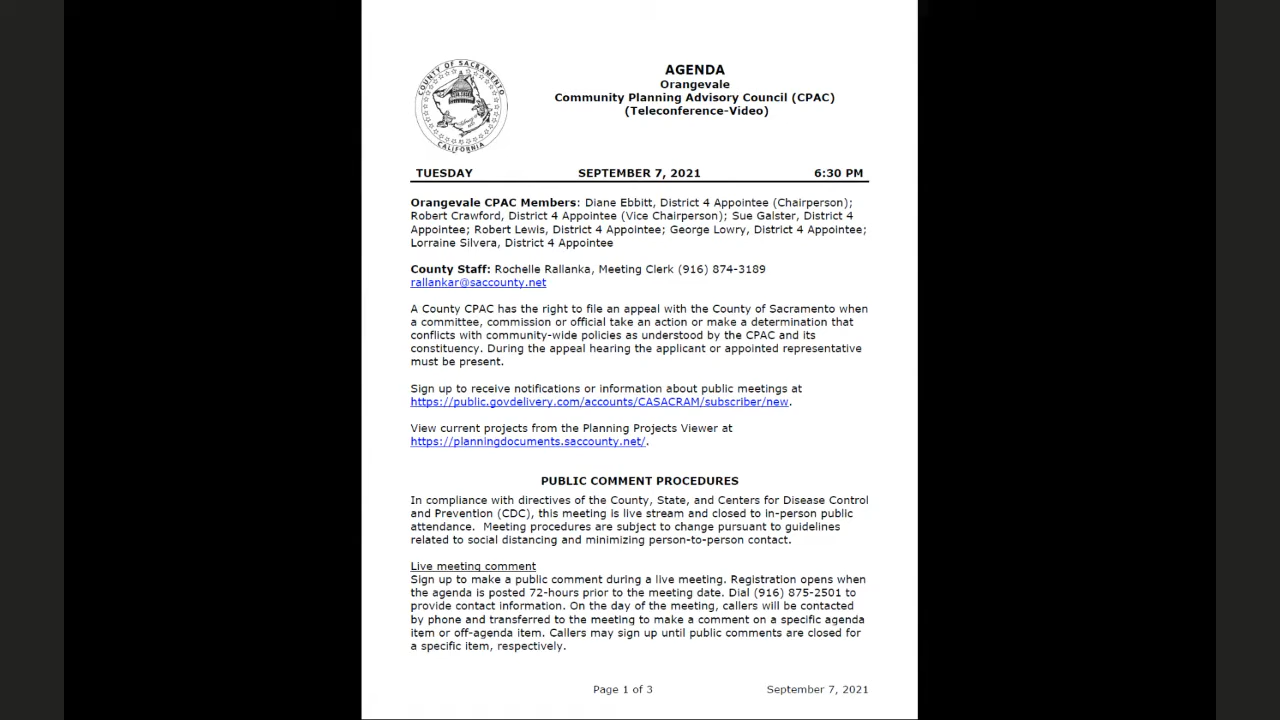 COUNTY OF SACRAMENTO
CALIFORNIA
AGENDA
Orangevale
Community Planning Advisory Council (CPAC)
(Teleconference-Video)
TUESDAY SEPTEMBER 7, 2021 6:30 PM
Orangevale CPAC Members: Diane Ebbitt, District 4 Appointee (Chairperson);
Robert Crawford, District 4 Appointee (Vice Chairperson); Sue Galster, District 4
Appointee; Robert Lewis, District 4 Appointee; George Lowry, District 4 Appointee;
Lorraine Silvera, District 4 Appointee
County Staff: Rochelle Rallanka, Meeting Clerk (916) 874-3189
rallankar@saccounty.net
A County CPAC has the right to file an appeal with the County of Sacramento when
a committee, commission or official take an action or make a determination that
conflicts with community-wide policies as understood by the CPAC and its
constituency. During the appeal hearing the applicant or appointed representative
must be present.
Sign up to receive notifications or information about public meetings at
https://public.govdelivery.com/accounts/CASACRAM/subscriber/new.
View current projects from the Planning Projects Viewer at
https://planningdocuments.saccounty.net/.
PUBLIC COMMENT PROCEDURES
In compliance with directives of the County, State, and Centers for Disease Control
and Prevention (CDC), this meeting is live stream and closed to in-person public
attendance.  Meeting procedures are subject to change pursuant to guidelines
related to social distancing and minimizing person-to-person contact.
Live meeting comment
Sign up to make a public comment during a live meeting. Registration opens when
the agenda is posted 72-hours prior to the meeting date. Dial (916) 875-2501 to
provide contact information. On the day of the meeting, callers will be contacted
by phone and transferred to the meeting to make a comment on a specific agenda
item or off-agenda item. Callers may sign up until public comments are closed for
a specific item, respectively.
Page 1 of 3 September 7, 2021